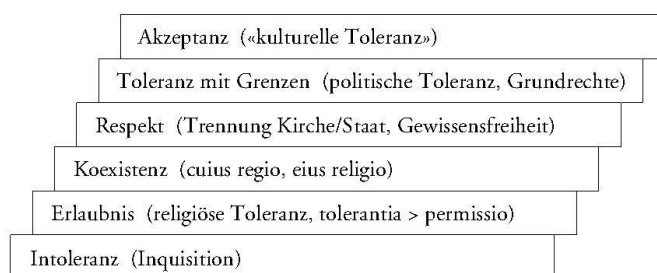 Akzeptanz («kulturelle Toleranz»)
Toleranz mit Grenzen (politische Toleranz, Grundrechte)
Respekt (Trennung Kirche/Staat, Gewissensfreiheit)
Koexistenz (cuius regio, eius religio)
Erlaubnis (religiöse Toleranz, tolerantia > permissio)
Intoleranz (Inquisition)